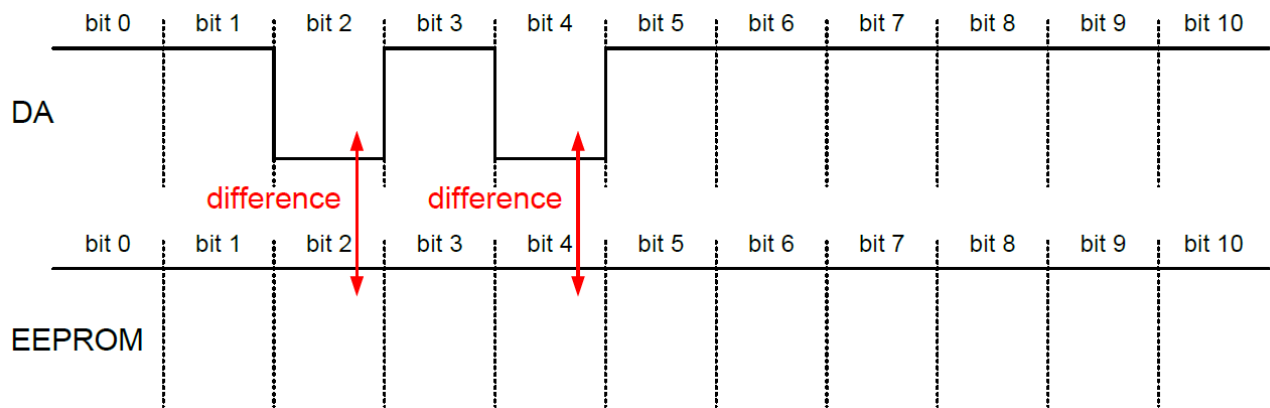 bit 0 bit 1 bit 2 bit 3 bit 4 bit 5 bit 6 bit 7 bit 8 bit 9 bit 10
DA
difference difference
bit 0 bit 1 bit 2 bit 3 bit 4 bit 5 bit 6 bit 7 bit 8 bit 9 bit 10
EEPROM